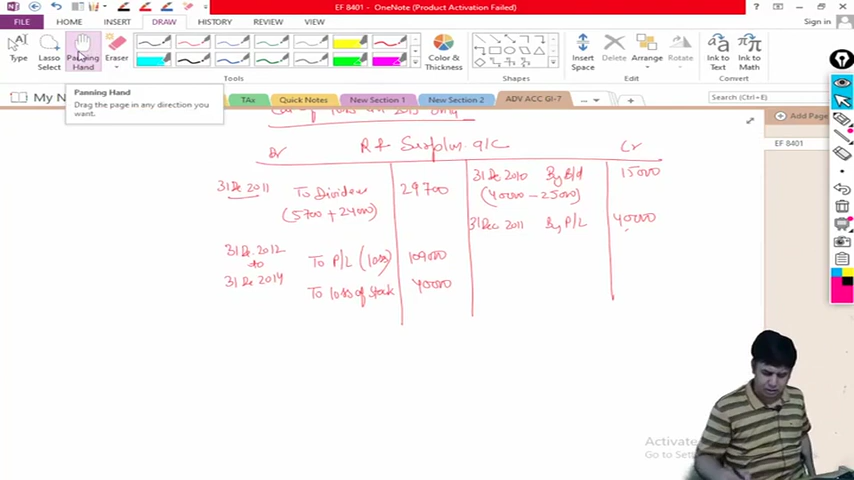 EF 8401 - OneNote (Product Activation Failed)
FILE HOME INSERT DRAW HISTORY REVIEW VIEW
Sign in
Type Lasso Select Panning Hand Eraser
Color & Thickness
Insert Space Delete Arrange Rotate
Ink to Text Ink to Math
Tools Shapes Edit Convert
Panning Hand
Drag the page in any direction you want.
My N
TAx Quick Notes New Section 1 New Section 2 ADV ACC GI-7
Search (Ctrl+E)
Add Page
EF 8401
in 2015 only
Dr R & Surplus a/c Cr
31 Dec 2011 To Dividend 29700 31 Dec 2010 By B/d 15000
(5700 + 24000) (40000 - 25000)
31 Dec 2011 By P/L 40000
31 Dec. 2012 to 31 Dec 2014 To P/L (loss) 109000
To loss of Stock 40000
Activate
Go to Setti